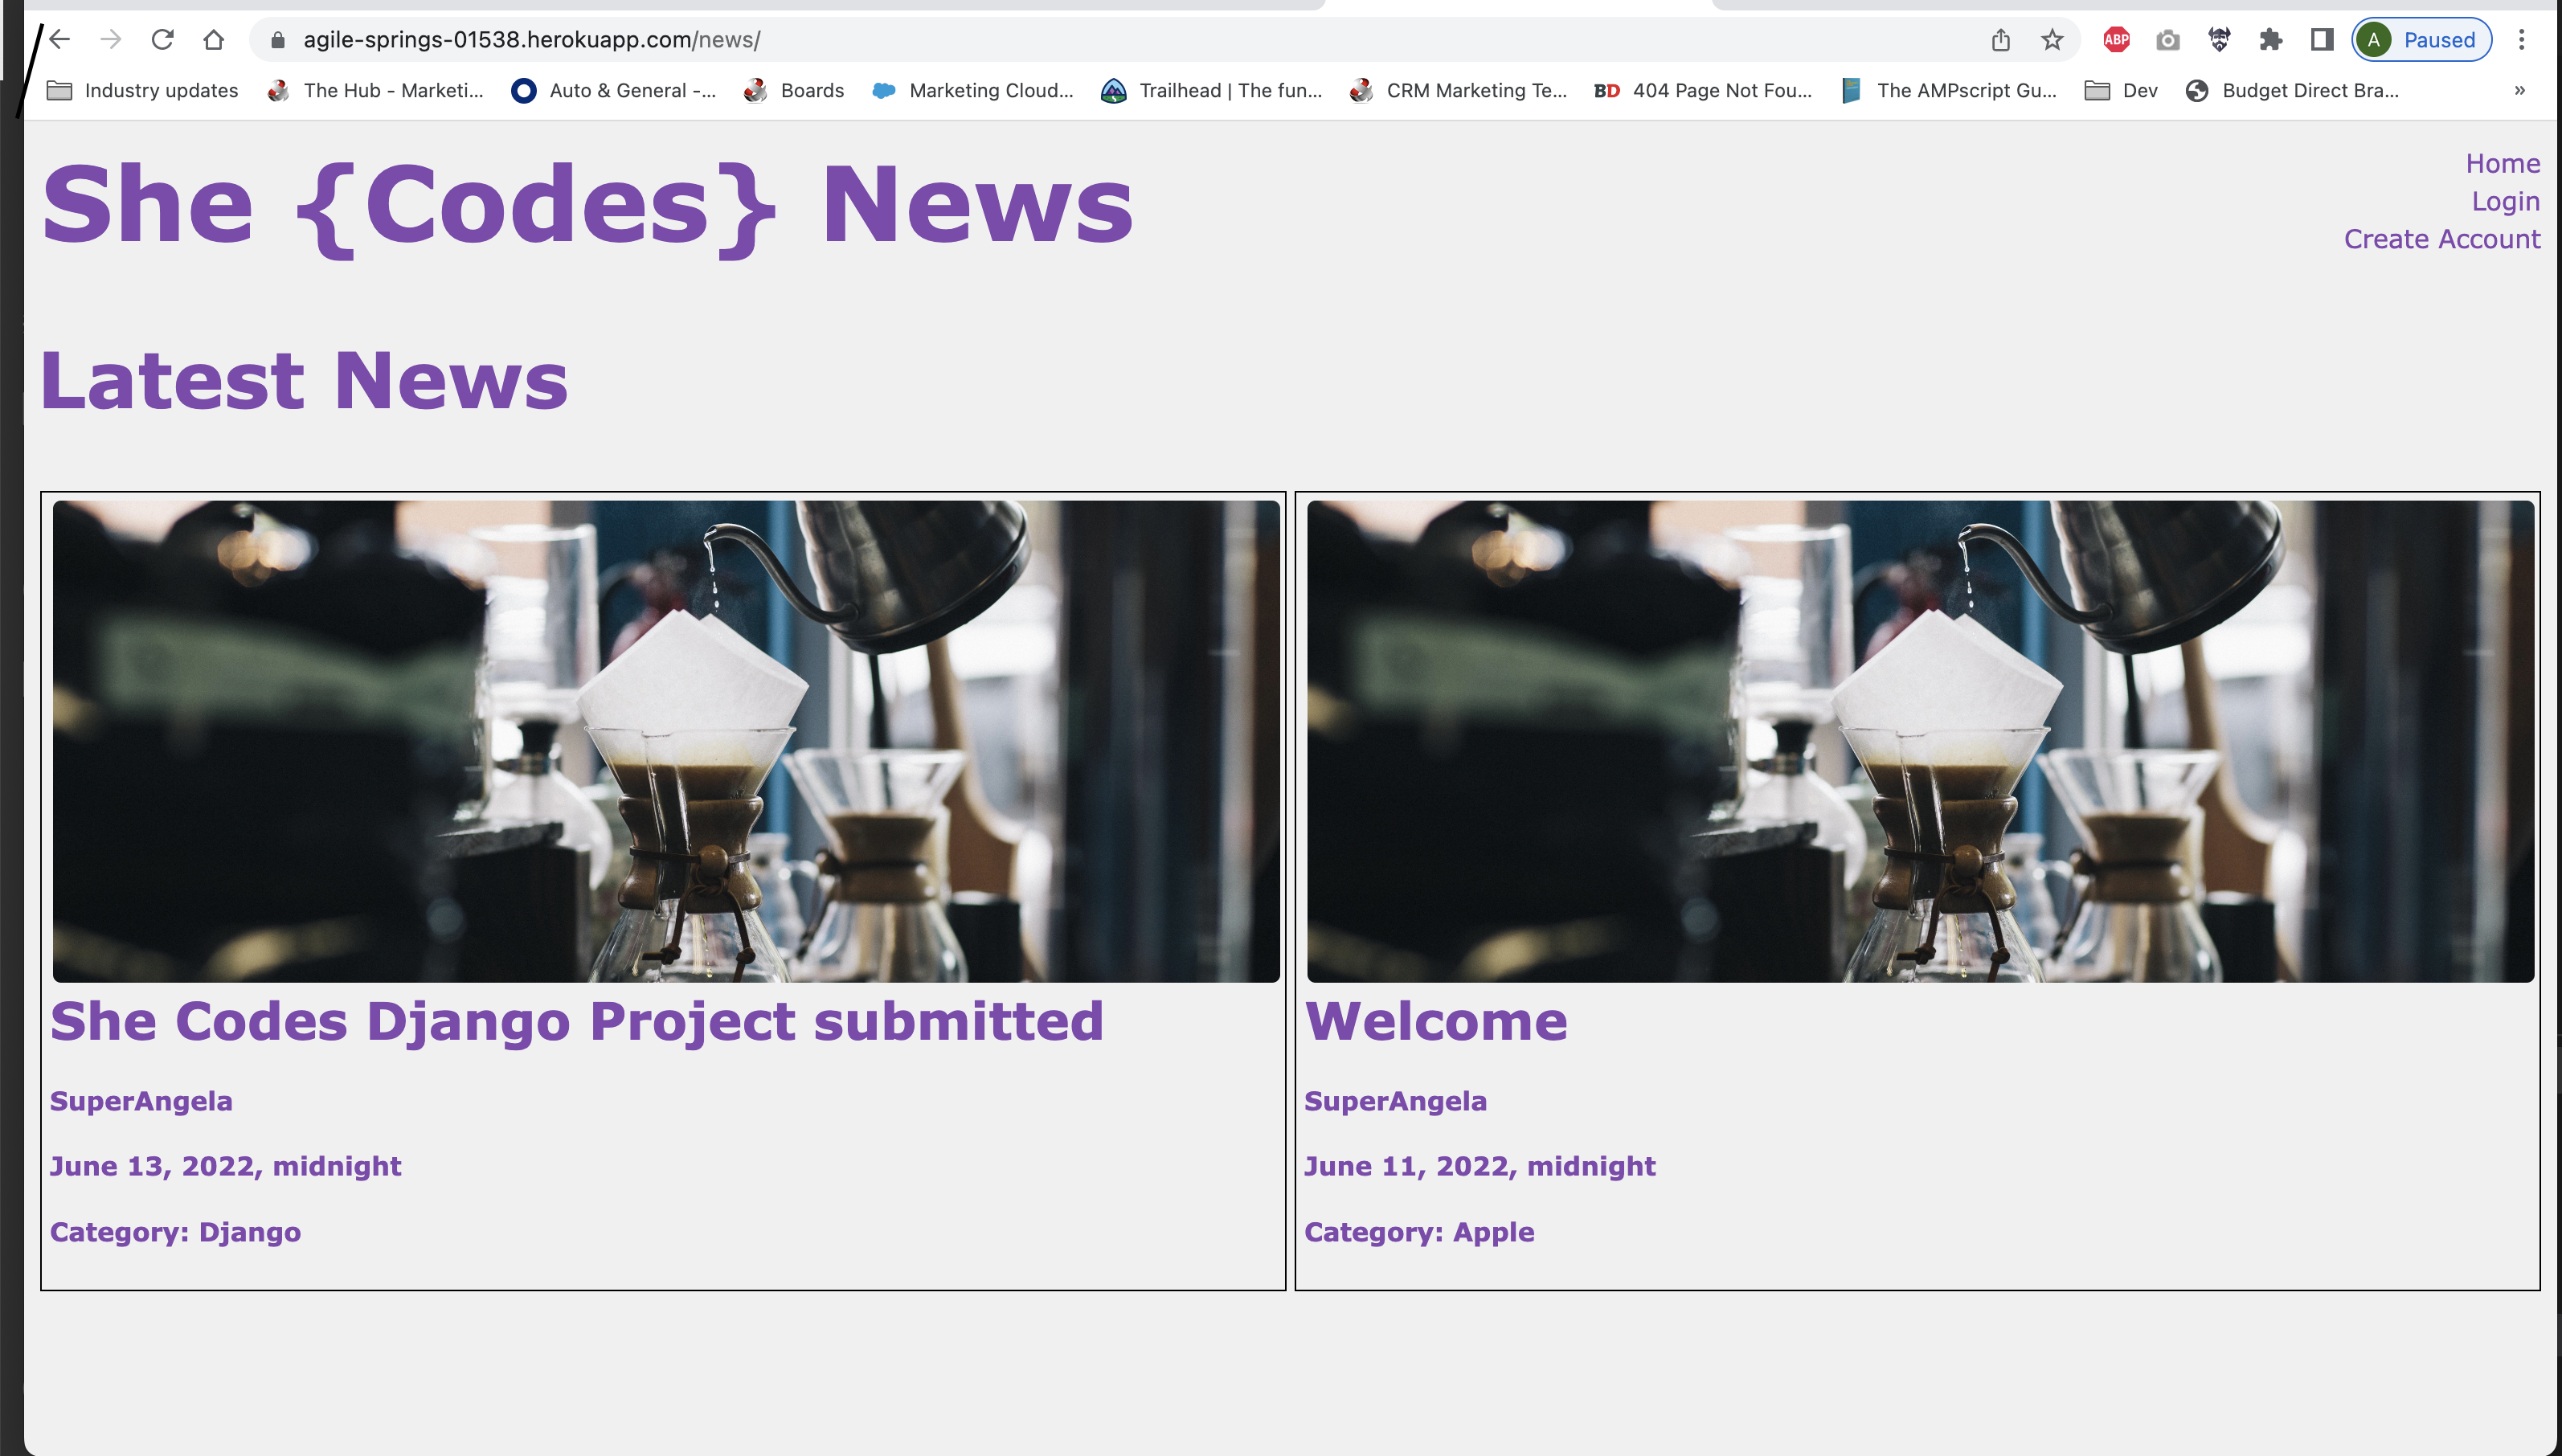 agile-springs-01538.herokuapp.com/news/
ABP
A Paused
Industry updates The Hub - Marketi... Auto & General -... Boards Marketing Cloud... Trailhead | The fun... CRM Marketing Te... BD 404 Page Not Fou... The AMPscript Gu... Dev Budget Direct Bra... »
She {Codes} News
Home
Login
Create Account
Latest News
She Codes Django Project submitted
SuperAngela
June 13, 2022, midnight
Category: Django
Welcome
SuperAngela
June 11, 2022, midnight
Category: Apple